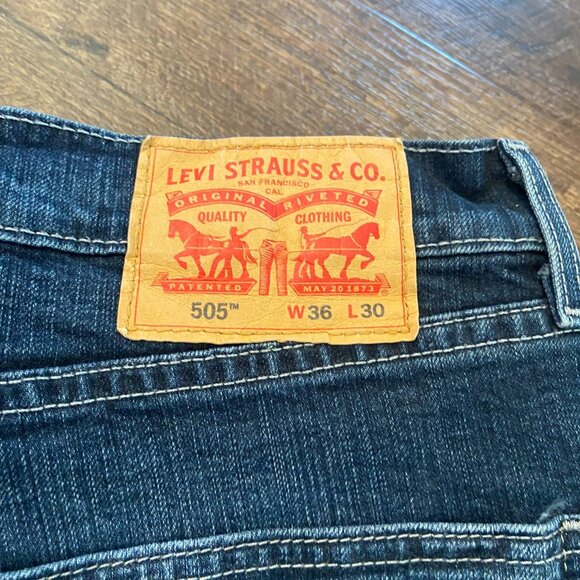 LEVI STRAUSS & CO.
SAN FRANCISCO
CAL.
ORIGINAL RIVETED
QUALITY CLOTHING
PATENTED MAY 20 1873
505™ W36 L30